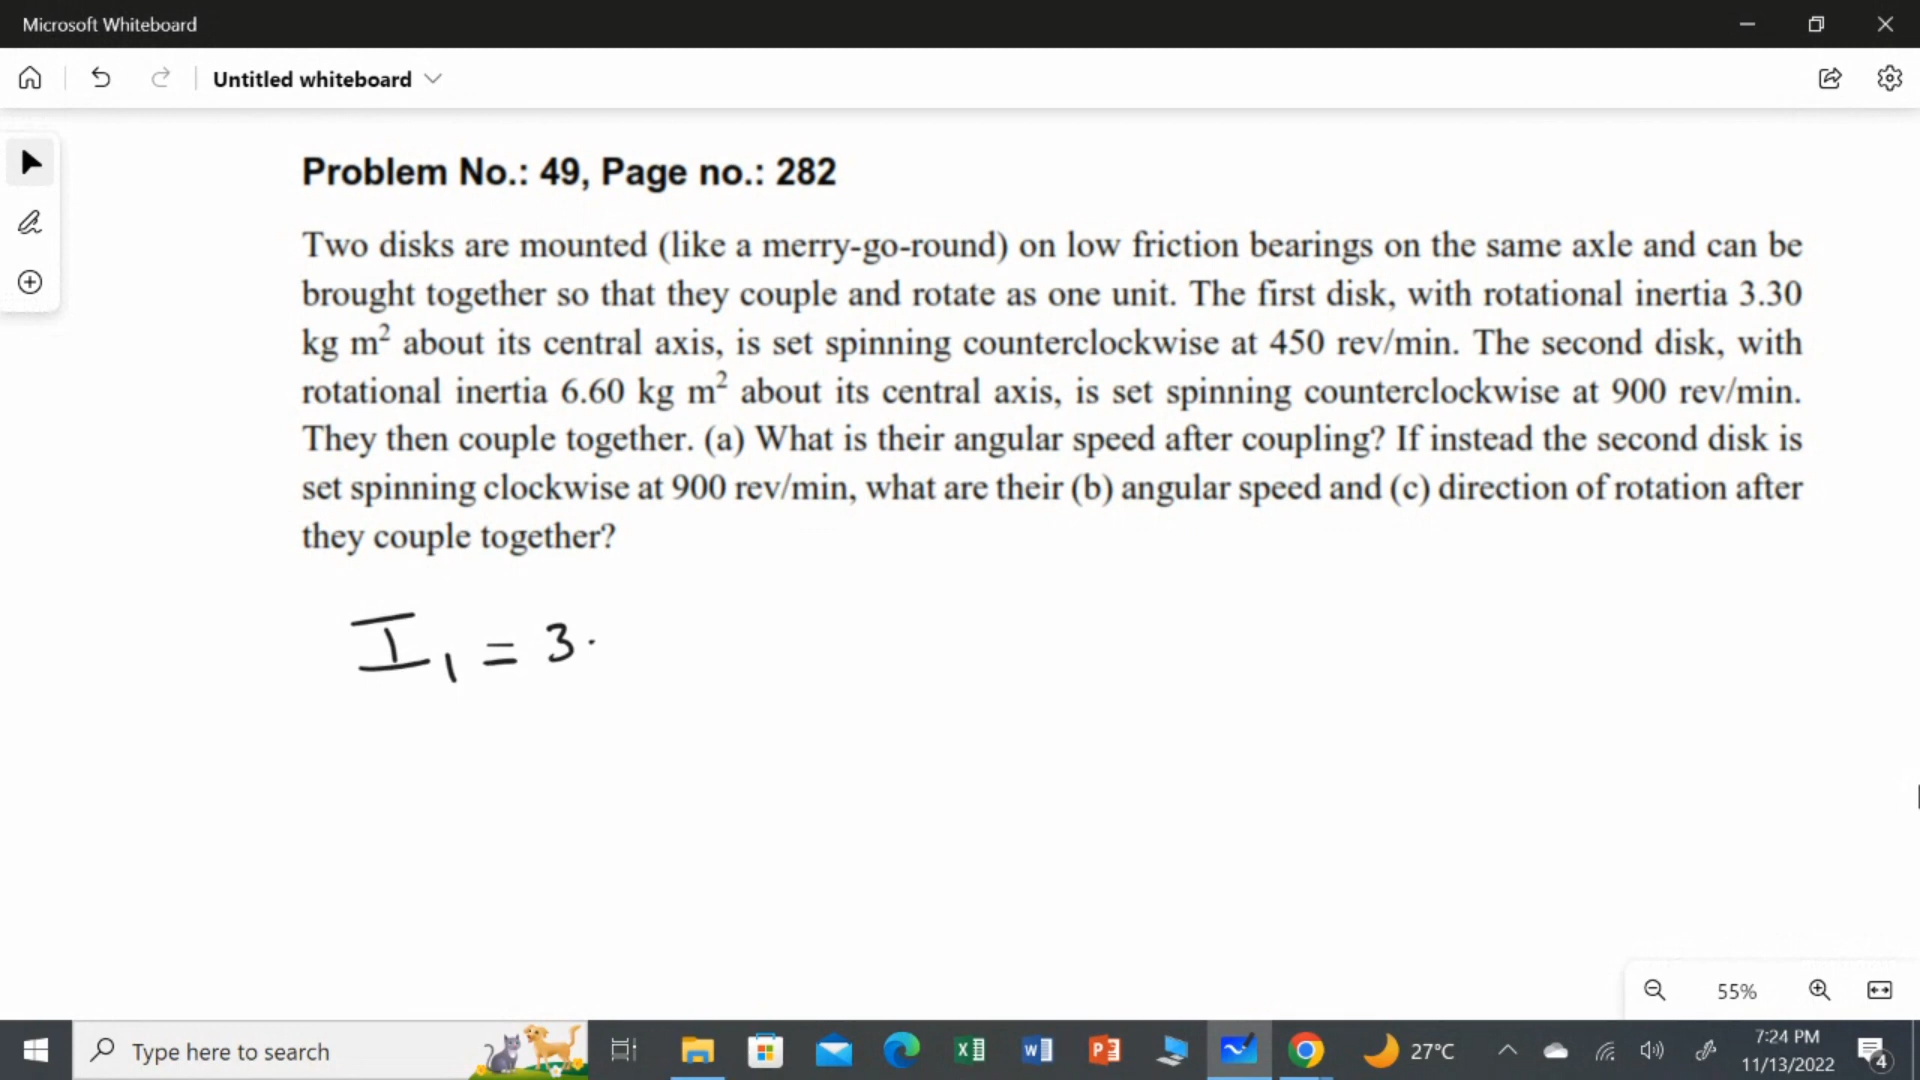 Microsoft Whiteboard
Untitled whiteboard
Problem No.: 49, Page no.: 282
Two disks are mounted (like a merry-go-round) on low friction bearings on the same axle and can be
brought together so that they couple and rotate as one unit. The first disk, with rotational inertia 3.30
kg m² about its central axis, is set spinning counterclockwise at 450 rev/min. The second disk, with
rotational inertia 6.60 kg m² about its central axis, is set spinning counterclockwise at 900 rev/min.
They then couple together. (a) What is their angular speed after coupling? If instead the second disk is
set spinning clockwise at 900 rev/min, what are their (b) angular speed and (c) direction of rotation after
they couple together?
I₁ = 3.
55%
Type here to search
27°C
7:24 PM
11/13/2022
4